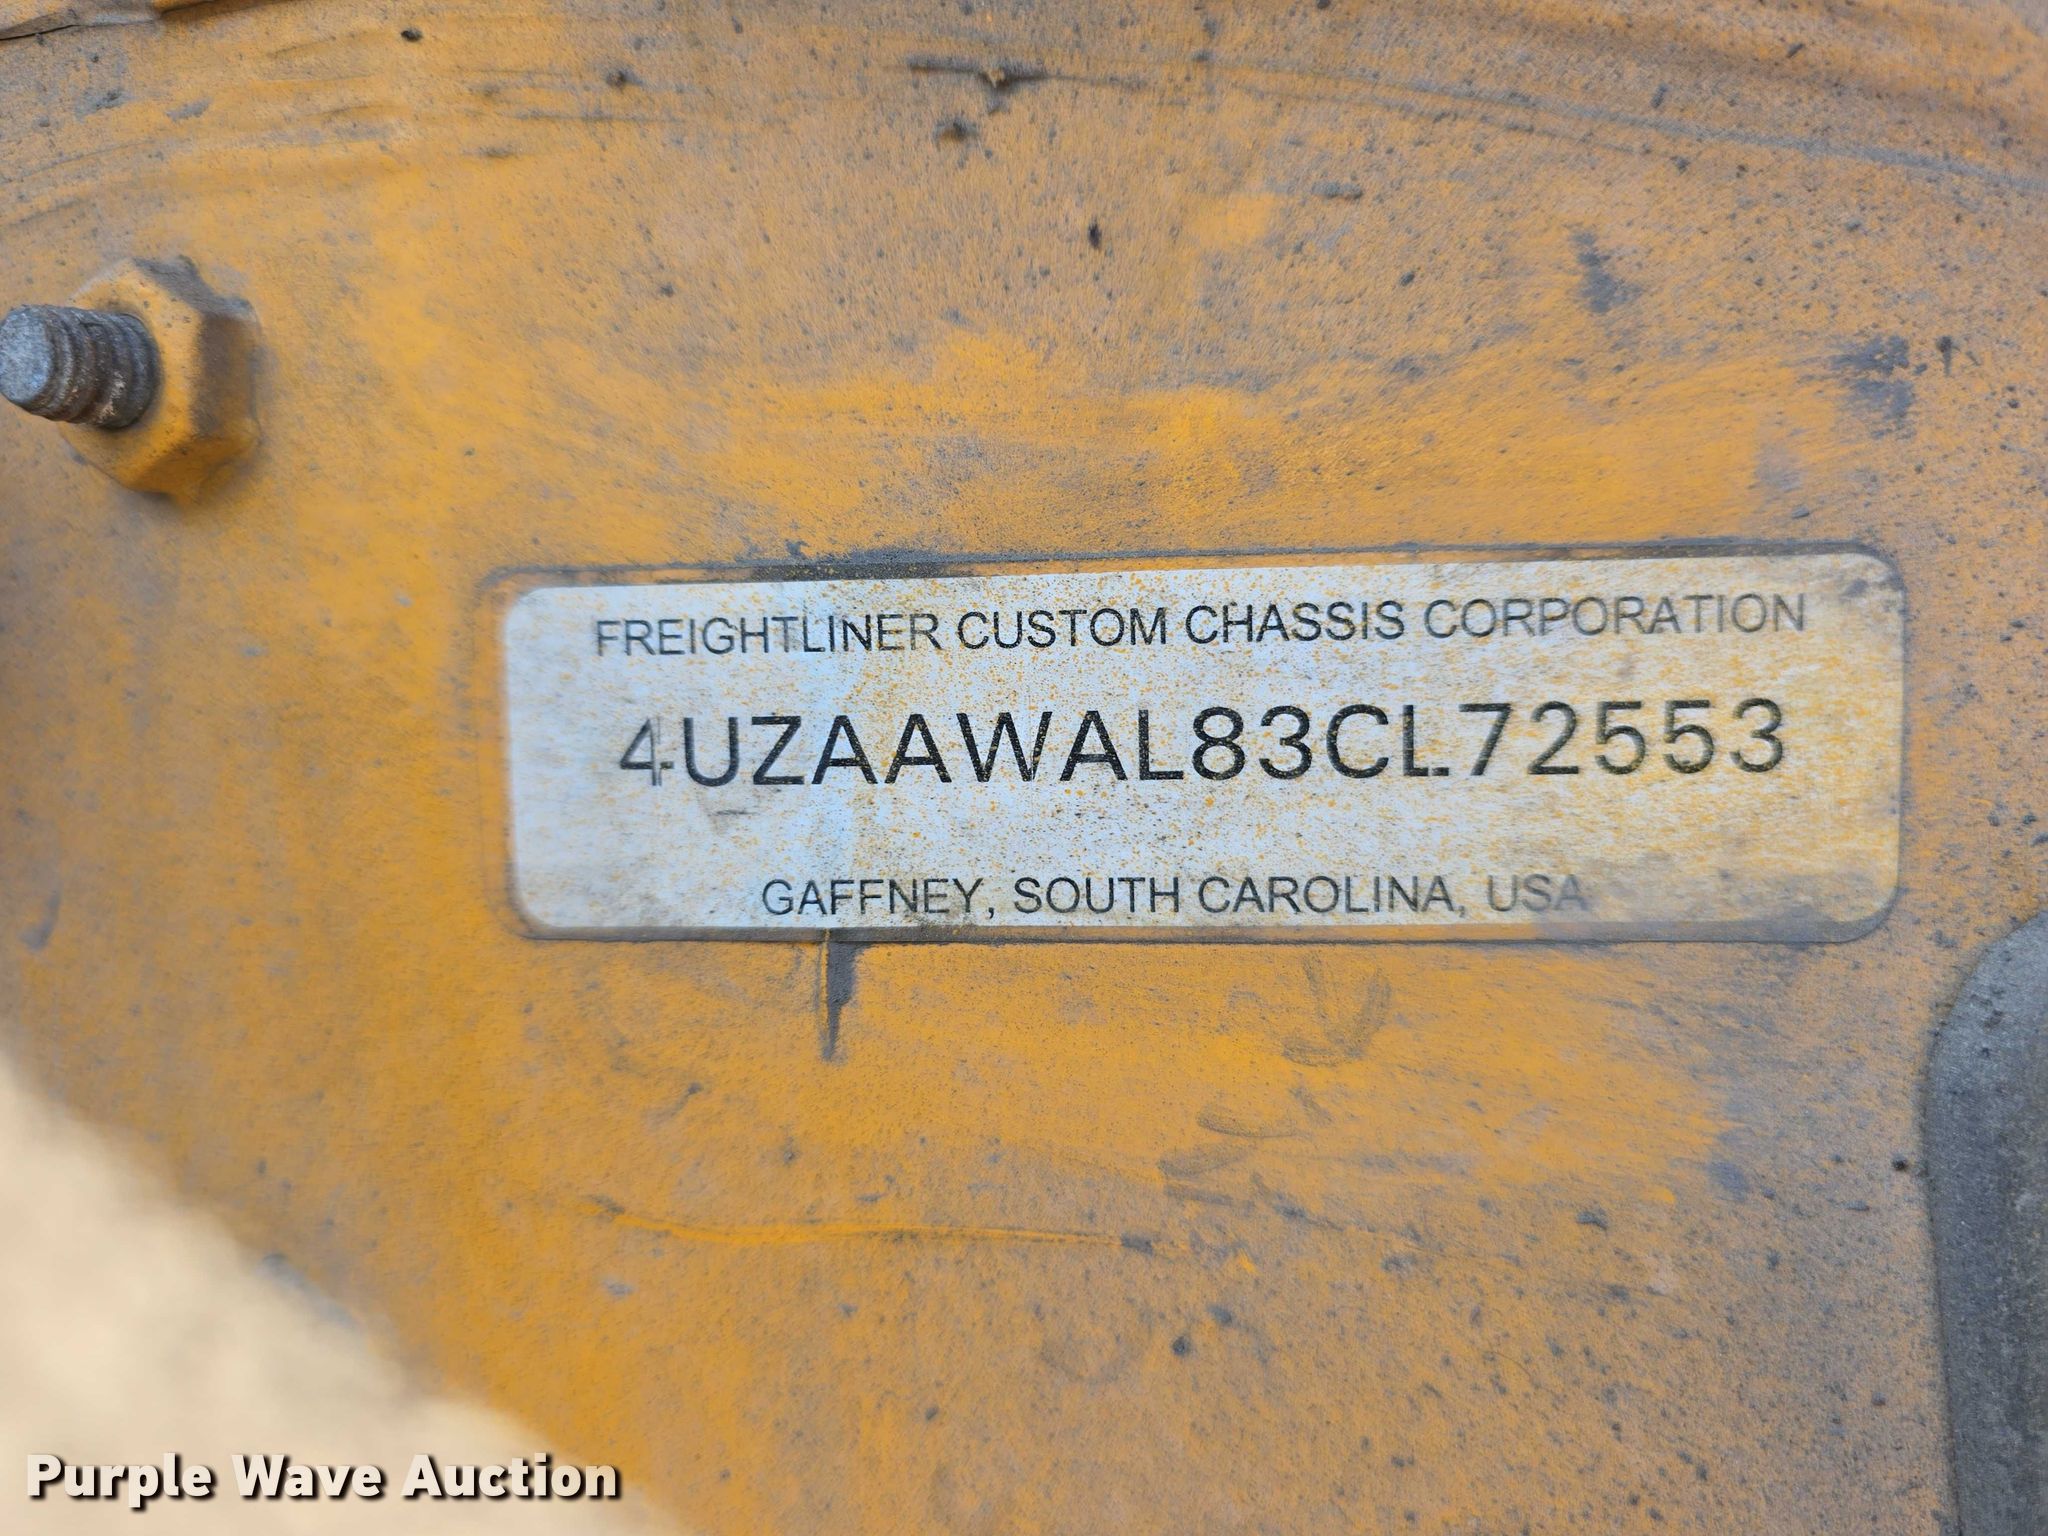 FREIGHTLINER CUSTOM CHASSIS CORPORATION
4UZAAWAL83CL72553
GAFFNEY, SOUTH CAROLINA, USA
Purple Wave Auction